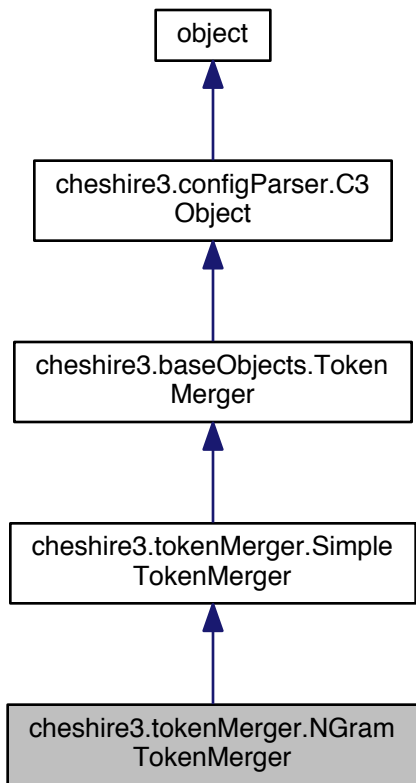 object
cheshire3.configParser.C3
Object
cheshire3.baseObjects.Token
Merger
cheshire3.tokenMerger.Simple
TokenMerger
cheshire3.tokenMerger.NGram
TokenMerger